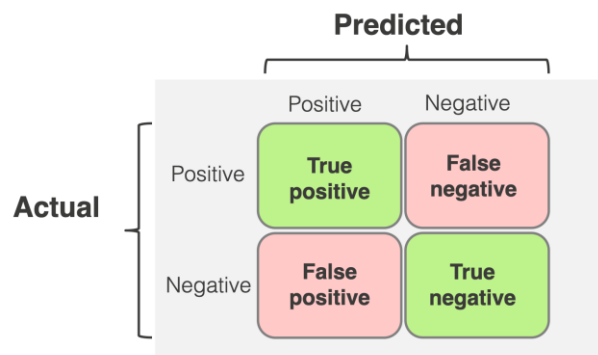 Predicted
Positive
Negative
Actual
Positive
True
positive
False
negative
Negative
False
positive
True
negative